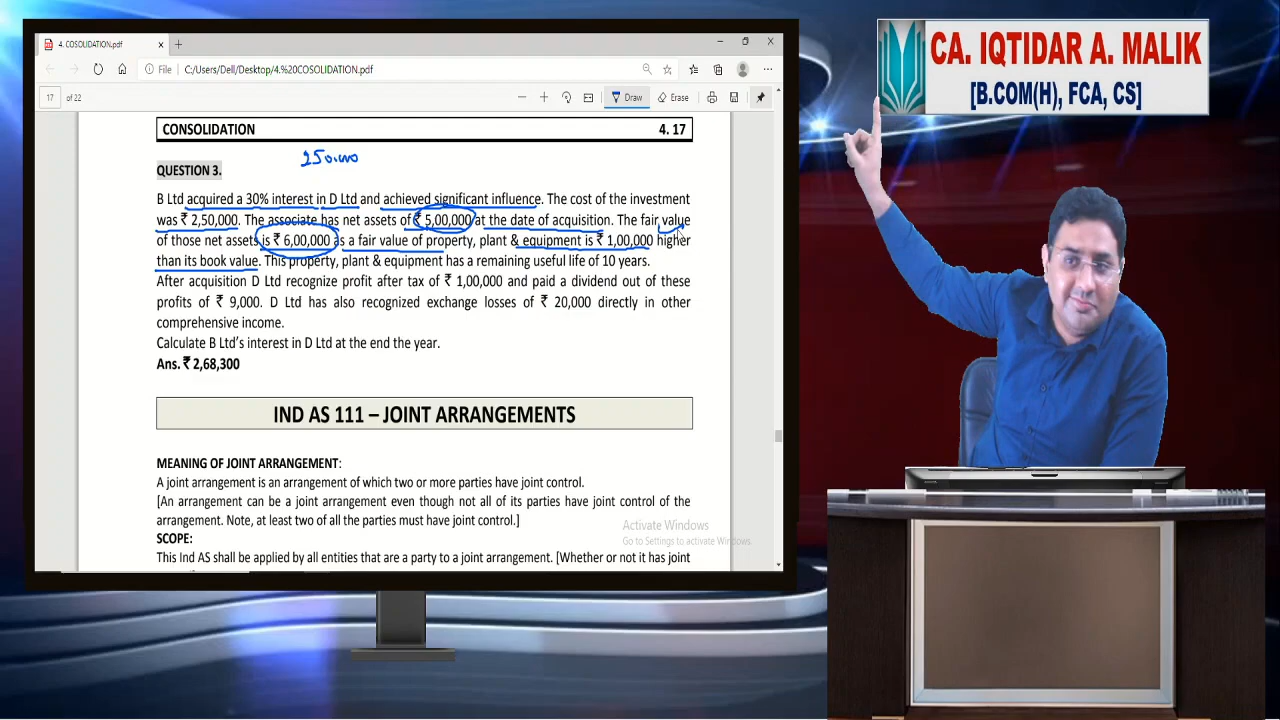 4. COSOLIDATION.pdf
File C:/Users/Dell/Desktop/4.%20COSOLIDATION.pdf
17 of 22
Draw Erase
CONSOLIDATION 4. 17
250.000
QUESTION 3.
B Ltd acquired a 30% interest in D Ltd and achieved significant influence. The cost of the investment
was ₹ 2,50,000. The associate has net assets of ₹ 5,00,000 at the date of acquisition. The fair value
of those net assets is ₹ 6,00,000 as a fair value of property, plant & equipment is ₹ 1,00,000 higher
than its book value. This property, plant & equipment has a remaining useful life of 10 years.
After acquisition D Ltd recognize profit after tax of ₹ 1,00,000 and paid a dividend out of these
profits of ₹ 9,000. D Ltd has also recognized exchange losses of ₹ 20,000 directly in other
comprehensive income.
Calculate B Ltd's interest in D Ltd at the end the year.
Ans. ₹ 2,68,300
IND AS 111 – JOINT ARRANGEMENTS
MEANING OF JOINT ARRANGEMENT:
A joint arrangement is an arrangement of which two or more parties have joint control.
[An arrangement can be a joint arrangement even though not all of its parties have joint control of the
arrangement. Note, at least two of all the parties must have joint control.]
SCOPE:
This Ind AS shall be applied by all entities that are a party to a joint arrangement. [Whether or not it has joint
Activate Windows
Go to Settings to activate Windows.
CA. IQTIDAR A. MALIK
[B.COM(H), FCA, CS]